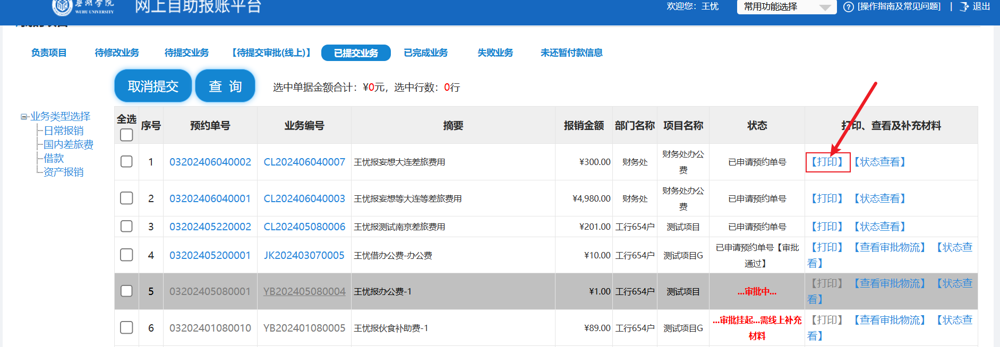 芜湖学院
WUHU UNIVERSITY
网上自助报账平台
欢迎您：王忧
常用功能选择
[操作指南及常见问题]
|
退出
负责项目
待修改业务
待提交业务
【待提交审批(线上)】
已提交业务
已完成业务
失败业务
未还暂付款信息
取消提交
查 询
选中单据金额合计：¥0元，选中行数：0行
业务类型选择
日常报销
国内差旅费
借款
资产报销
全选 序号 预约单号 业务编号 摘要 报销金额 部门名称 项目名称 状态 打印、查看及补充材料
1 03202406040002 CL202406040007 王忧报妄想大连差旅费用 ¥300.00 财务处 财务处办公 已申请预约单号 【打印】 【状态查看】
费
2 03202406040001 CL202406040003 王忧报妄想等大连等差旅费用 ¥4,980.00 财务处 财务处办公 已申请预约单号 【打印】 【状态查看】
费
3 03202405220002 CL202405080006 王忧报测试南京差旅费用 ¥201.00 工行654户 测试项目 已申请预约单号 【打印】 【状态查看】
4 03202405200001 JK202403070005 王忧借办公费-办公费 ¥10.00 工行654户 测试项目G 已申请预约单号【审批 【打印】 【查看审批物流】 【状态查
通过】 看】
5 03202405080001 YB202405080004 王忧报办公费-1 ¥1.00 工行654户 测试项目 ...审批中... 【打印】 【查看审批物流】 【状态查
看】
6 03202401080010 YB202401080005 王忧报伙食补助费-1 ¥89.00 工行654户 测试项目G ...审批挂起...需线上补充 【打印】 【查看审批物流】 【状态查
材料 看】